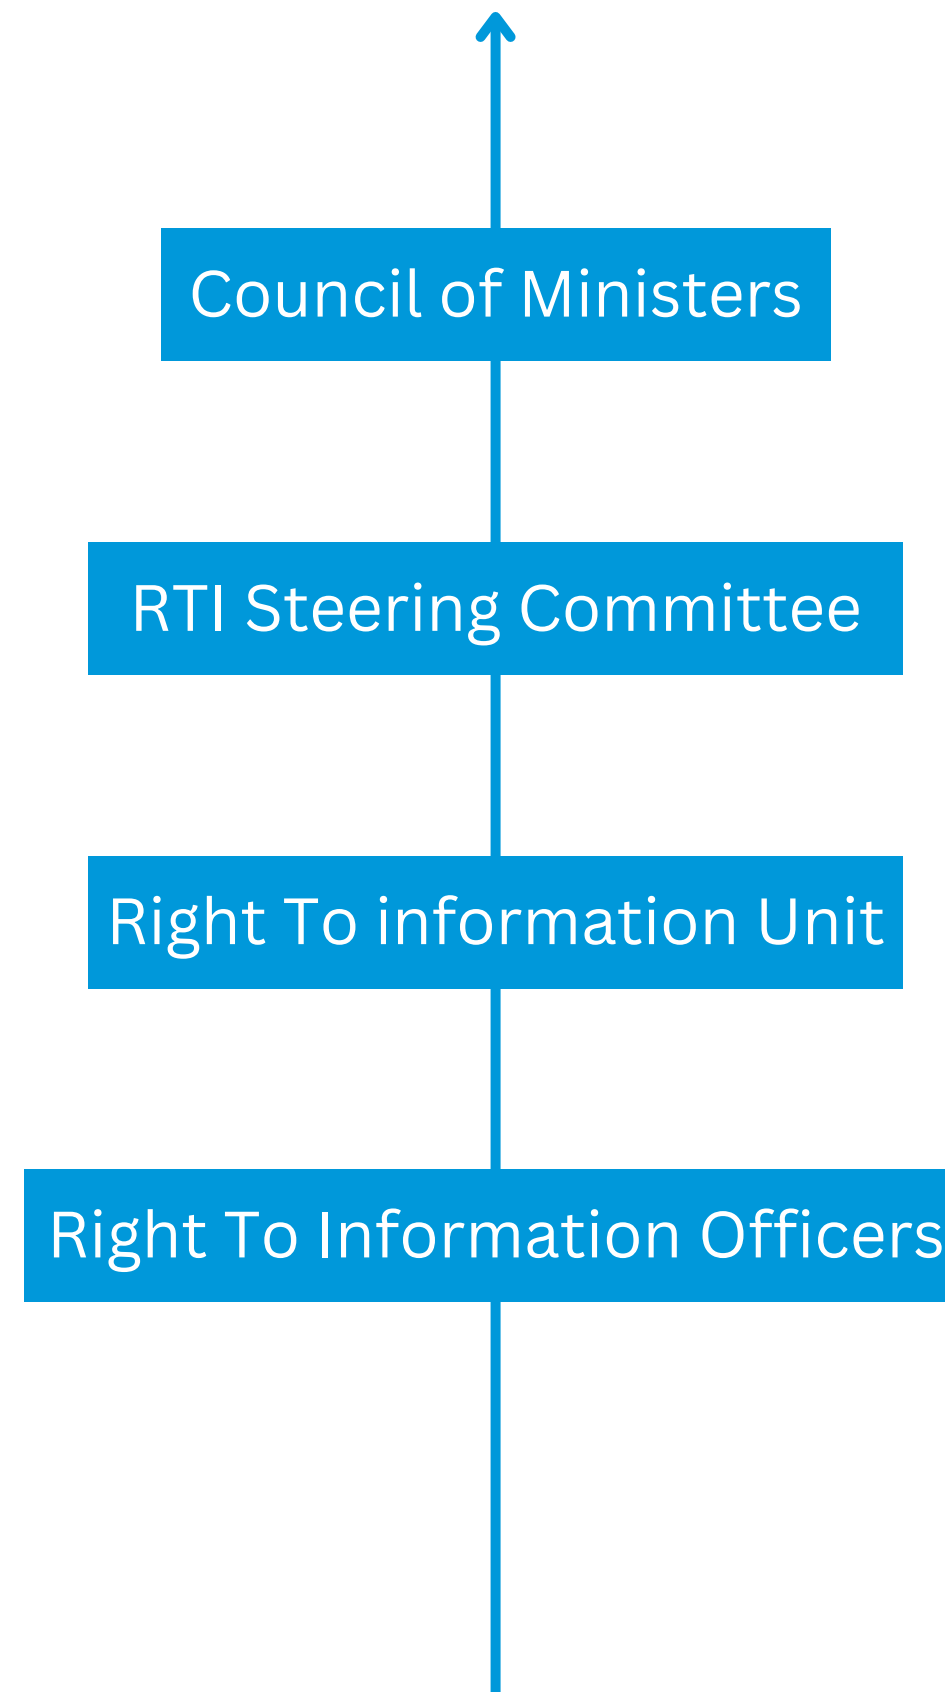 Council of Ministers
RTI Steering Committee
Right To information Unit
Right To Information Officers